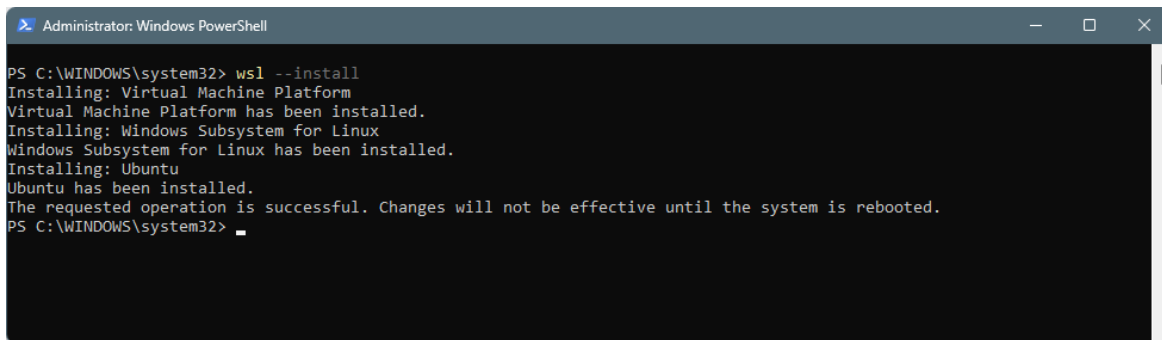 Administrator: Windows PowerShell
PS C:\WINDOWS\system32> wsl --install
Installing: Virtual Machine Platform
Virtual Machine Platform has been installed.
Installing: Windows Subsystem for Linux
Windows Subsystem for Linux has been installed.
Installing: Ubuntu
Ubuntu has been installed.
The requested operation is successful. Changes will not be effective until the system is rebooted.
PS C:\WINDOWS\system32>